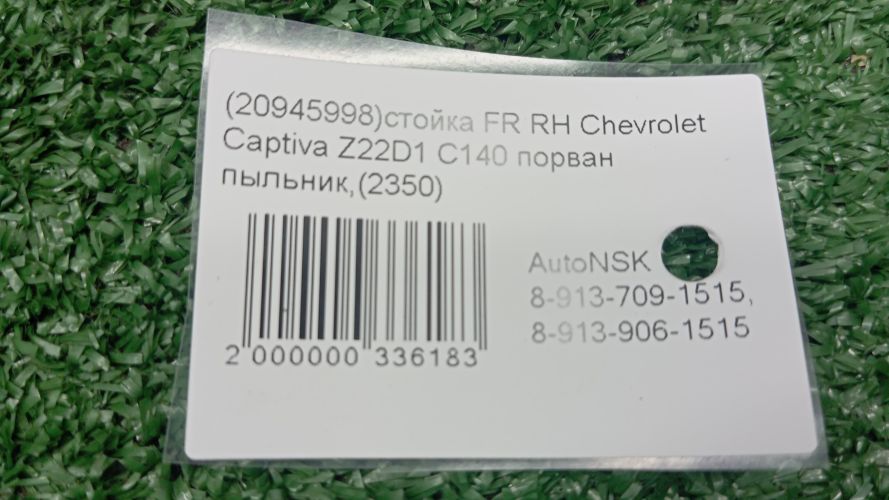 (20945998)стойка FR RH Chevrolet
Captiva Z22D1 C140 порван
пыльник,(2350)
AutoNSK
8-913-709-1515,
8-913-906-1515
2 000000 336183